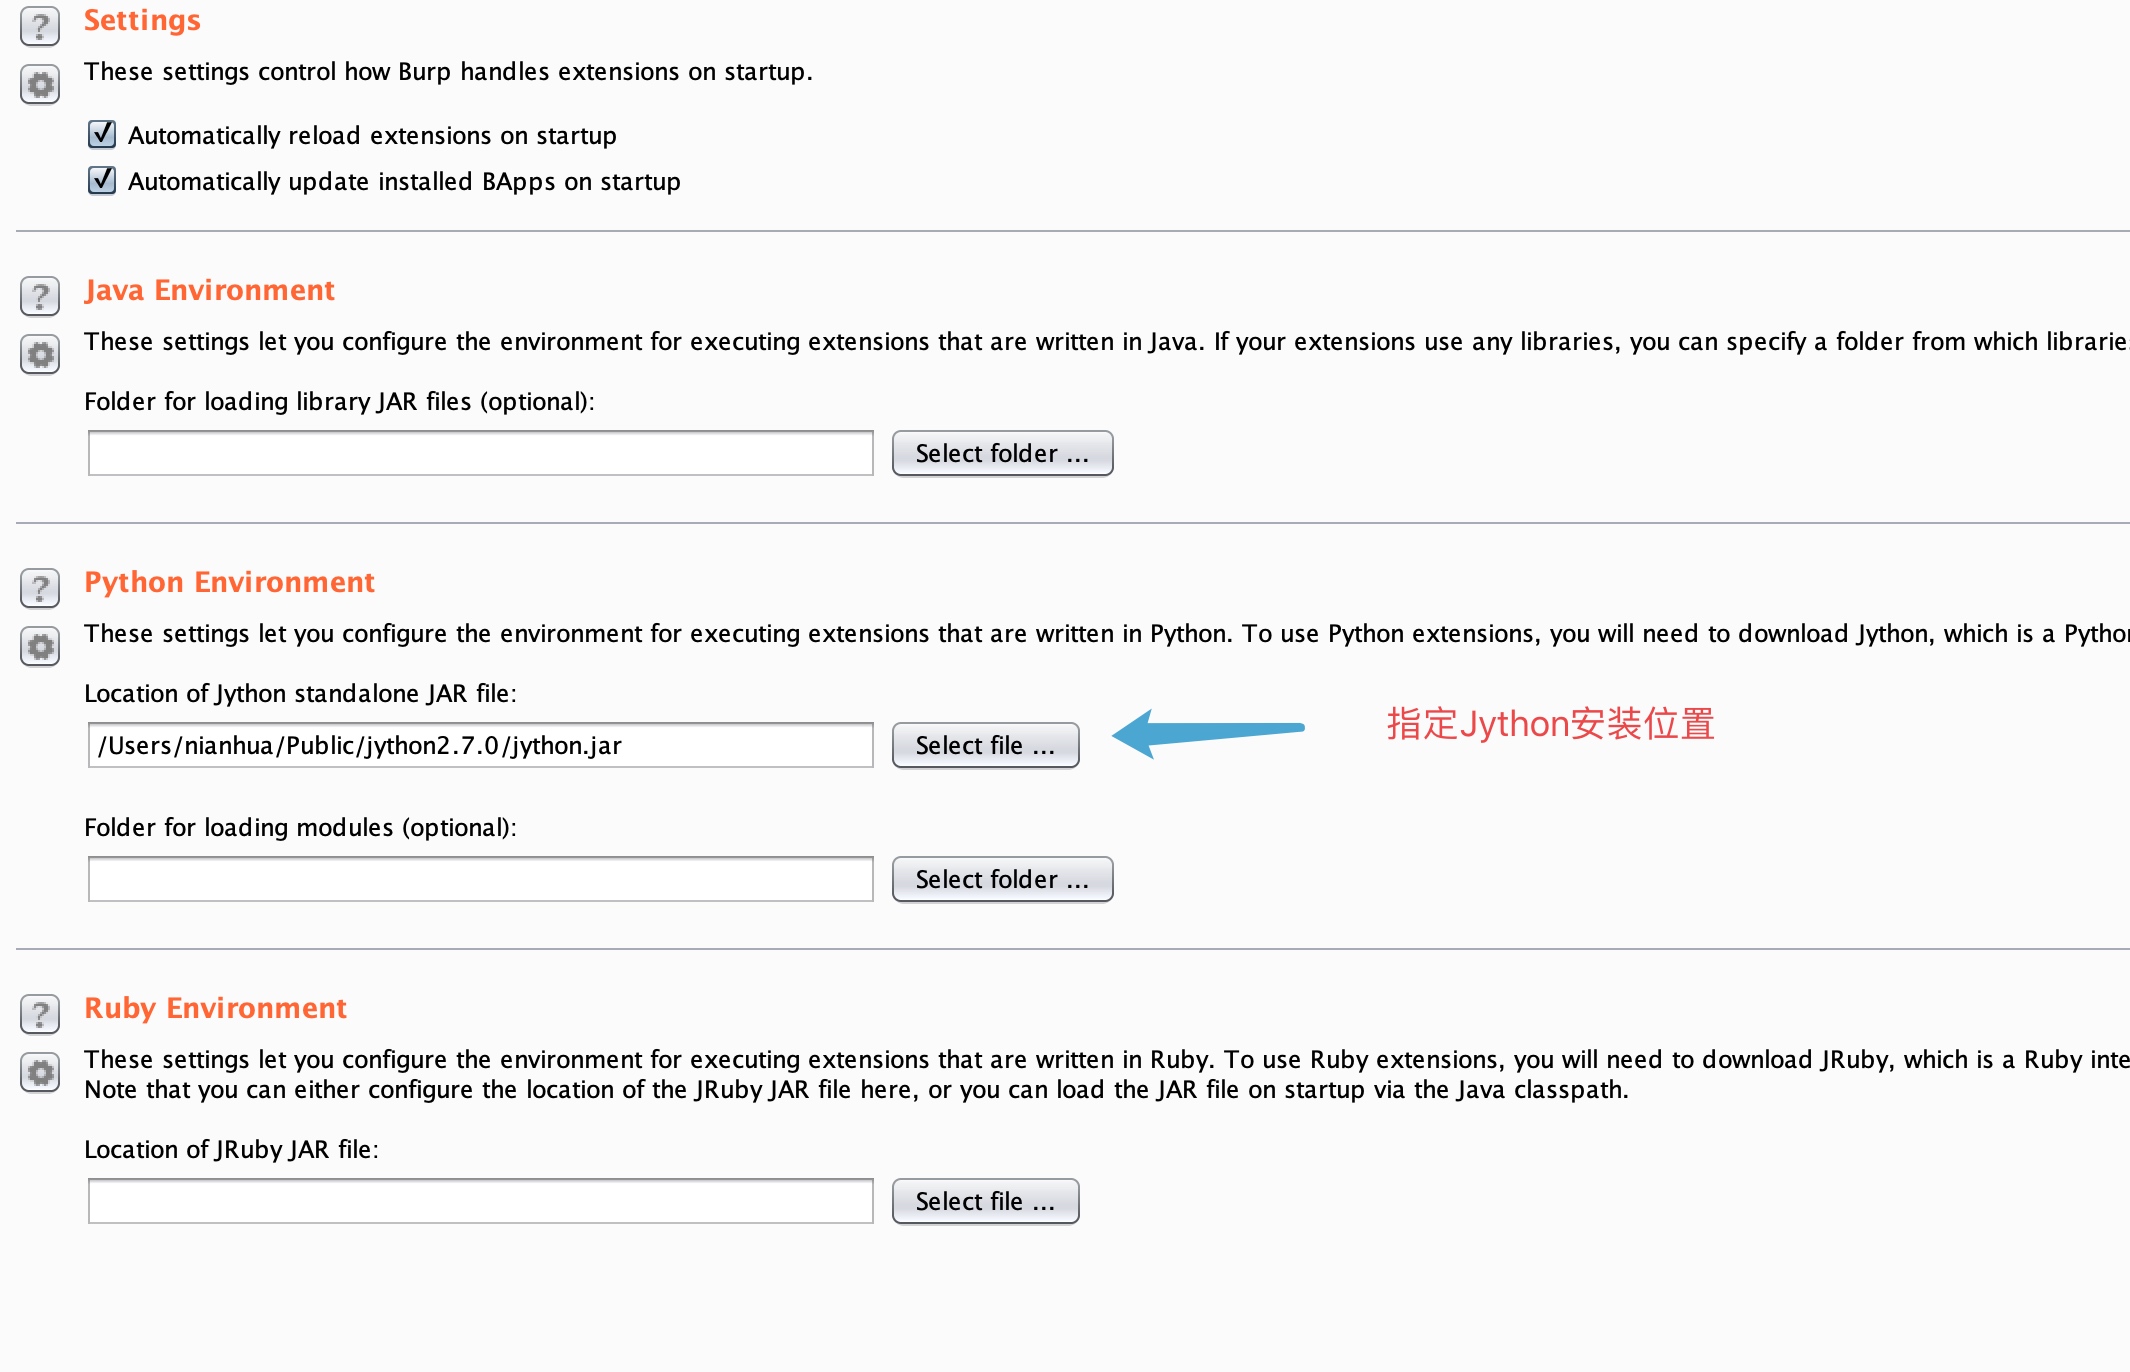 Settings
These settings control how Burp handles extensions on startup.
Automatically reload extensions on startup
Automatically update installed BApps on startup
Java Environment
These settings let you configure the environment for executing extensions that are written in Java. If your extensions use any libraries, you can specify a folder from which librarie
Folder for loading library JAR files (optional):
Select folder ...
Python Environment
These settings let you configure the environment for executing extensions that are written in Python. To use Python extensions, you will need to download Jython, which is a Pytho
Location of Jython standalone JAR file:
/Users/nianhua/Public/jython2.7.0/jython.jar
Select file ...
指定Jython安装位置
Folder for loading modules (optional):
Select folder ...
Ruby Environment
These settings let you configure the environment for executing extensions that are written in Ruby. To use Ruby extensions, you will need to download JRuby, which is a Ruby inte
Note that you can either configure the location of the JRuby JAR file here, or you can load the JAR file on startup via the Java classpath.
Location of JRuby JAR file:
Select file ...